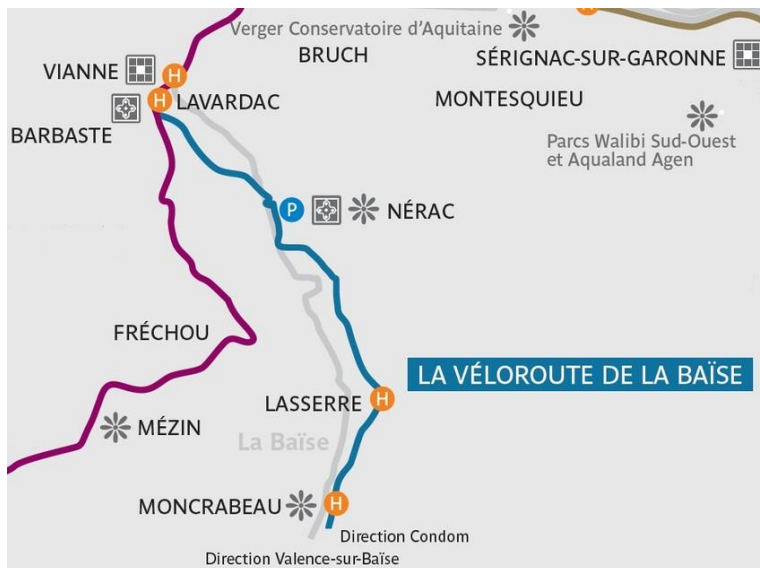 Verger Conservatoire d'Aquitaine
BRUCH
SÉRIGNAC-SUR-GARONNE
VIANNE
H
H
LAVARDAC
MONTESQUIEU
BARBASTE
Parcs Walibi Sud-Ouest
et Aqualand Agen
P
NÉRAC
FRÉCHOU
LA VÉLOROUTE DE LA BAÏSE
LASSERRE
H
MÉZIN
La Baïse
MONCRABEAU
H
Direction Condom
Direction Valence-sur-Baïse